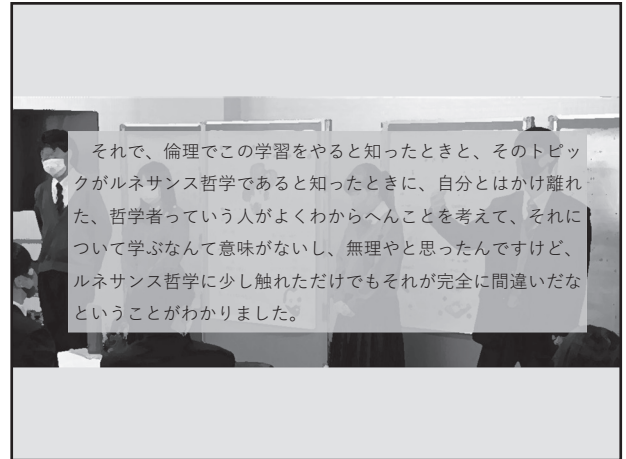 それで、倫理でこの学習をやると知ったときと、そのトピッ
クがルネサンス哲学であると知ったときに、自分とはかけ離れ
た、哲学者っていう人がよくわからへんことを考えて、それに
ついて学ぶなんて意味がないし、無理やと思ったんですけど、
ルネサンス哲学に少し触れただけでもそれが完全に間違いだな
ということがわかりました。